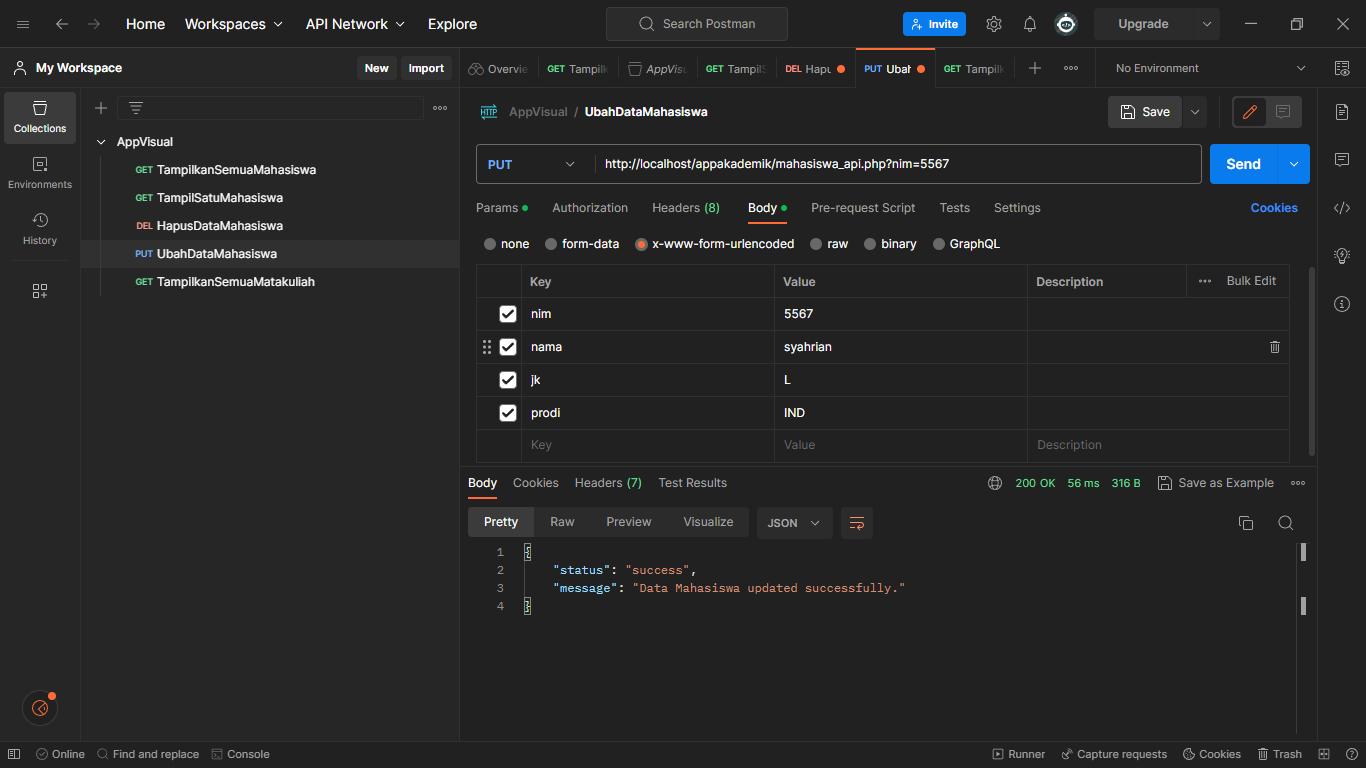 Home Workspaces API Network Explore Search Postman Invite Upgrade
My Workspace New Import Overvie GET Tampilk AppVisu GET TampilS DEL Hapu PUT Ubah GET Tampilk No Environment
Collections
Environments
History
AppVisual
GET TampilkanSemuaMahasiswa
GET TampilSatuMahasiswa
DEL HapusDataMahasiswa
PUT UbahDataMahasiswa
GET TampilkanSemuaMatakuliah
HTTP AppVisual / UbahDataMahasiswa Save
PUT http://localhost/appakademik/mahasiswa_api.php?nim=5567 Send
Params Authorization Headers (8) Body Pre-request Script Tests Settings Cookies
none form-data x-www-form-urlencoded raw binary GraphQL
Key Value Description Bulk Edit
nim 5567
nama syahrian
jk L
prodi IND
Key Value Description
Body Cookies Headers (7) Test Results 200 OK 56 ms 316 B Save as Example
Pretty Raw Preview Visualize JSON
1 {
2 "status": "success",
3 "message": "Data Mahasiswa updated successfully."
4 }
Online Find and replace Console Runner Capture requests Cookies Trash